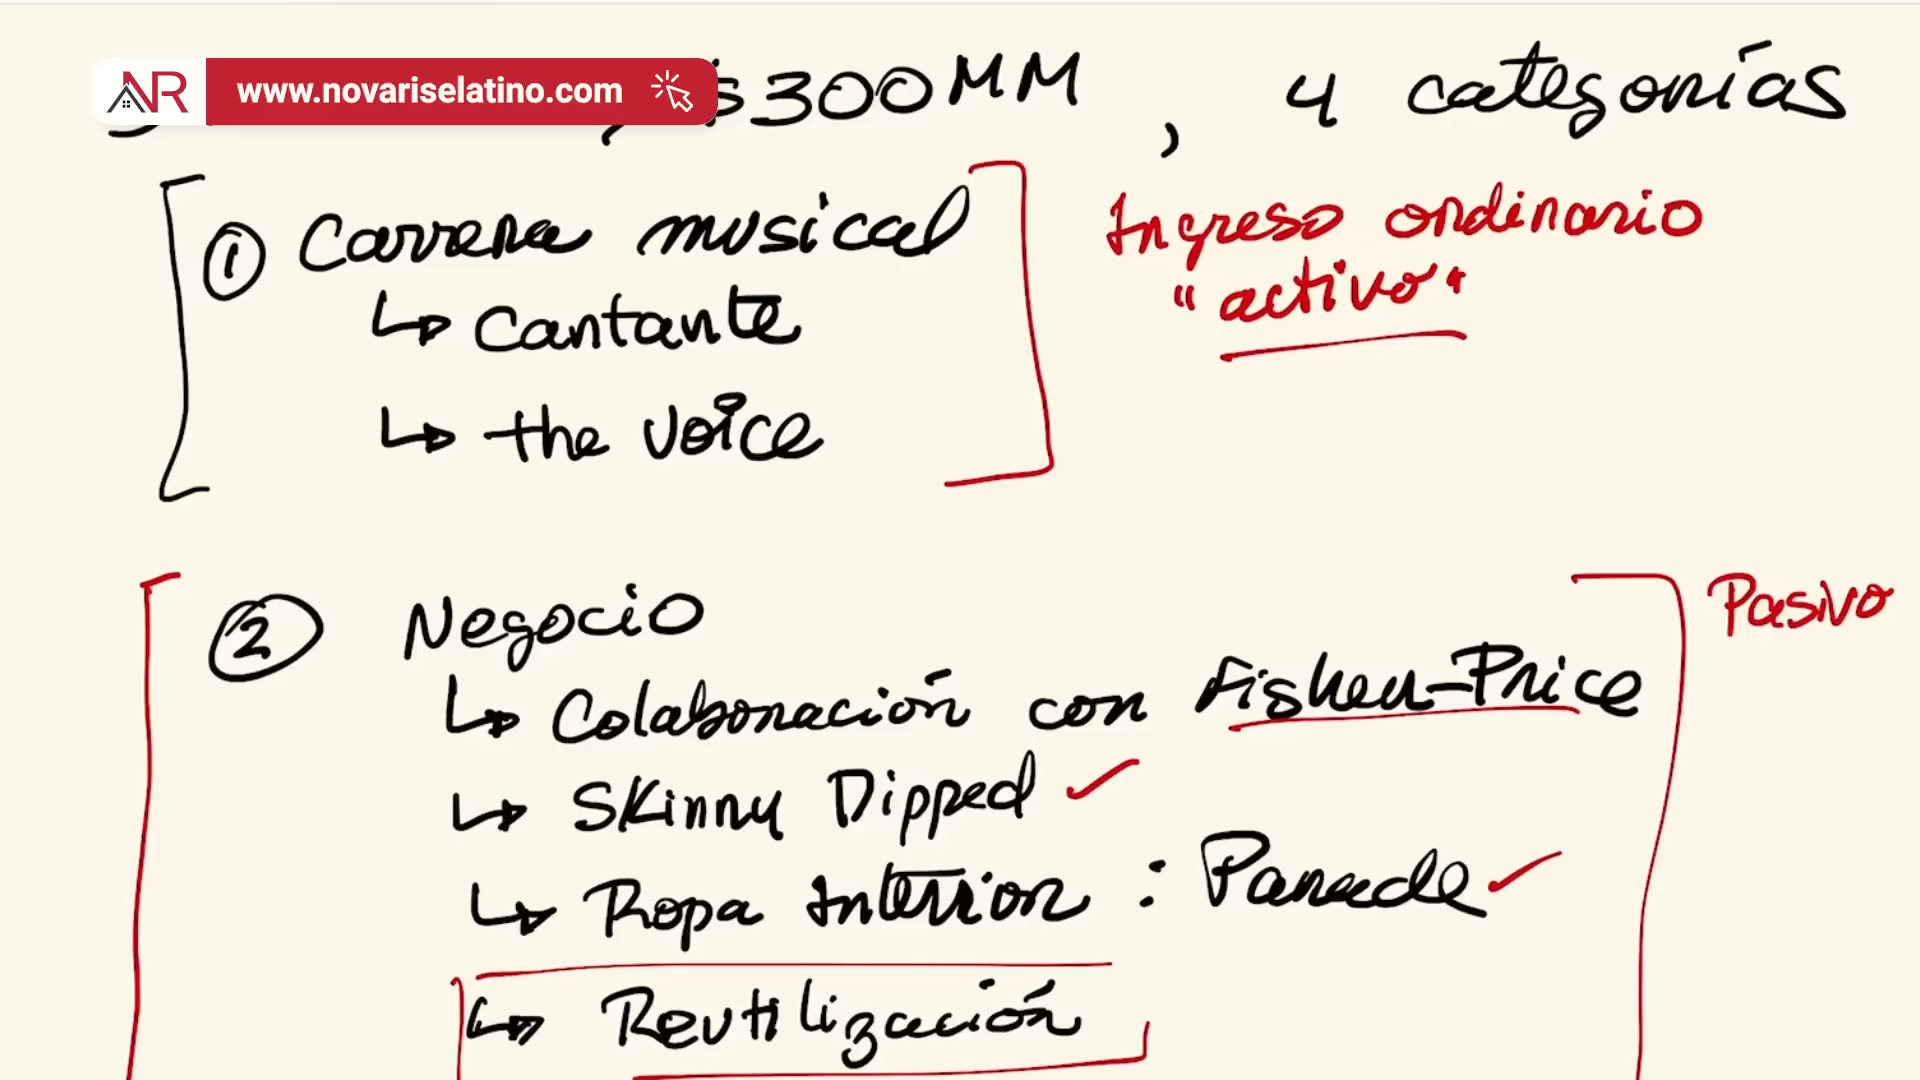 NR www.novariselatino.com
$300MM, 4 categorías
① Carrera musical
Ingreso ordinario
↳ Cantante
"activo"
↳ the voice
② Negocio
Pasivo
↳ Colaboración con Fisher-Price
↳ Skinny Dipped ✓
↳ Ropa Interior : Parade ✓
↳ Reutilización